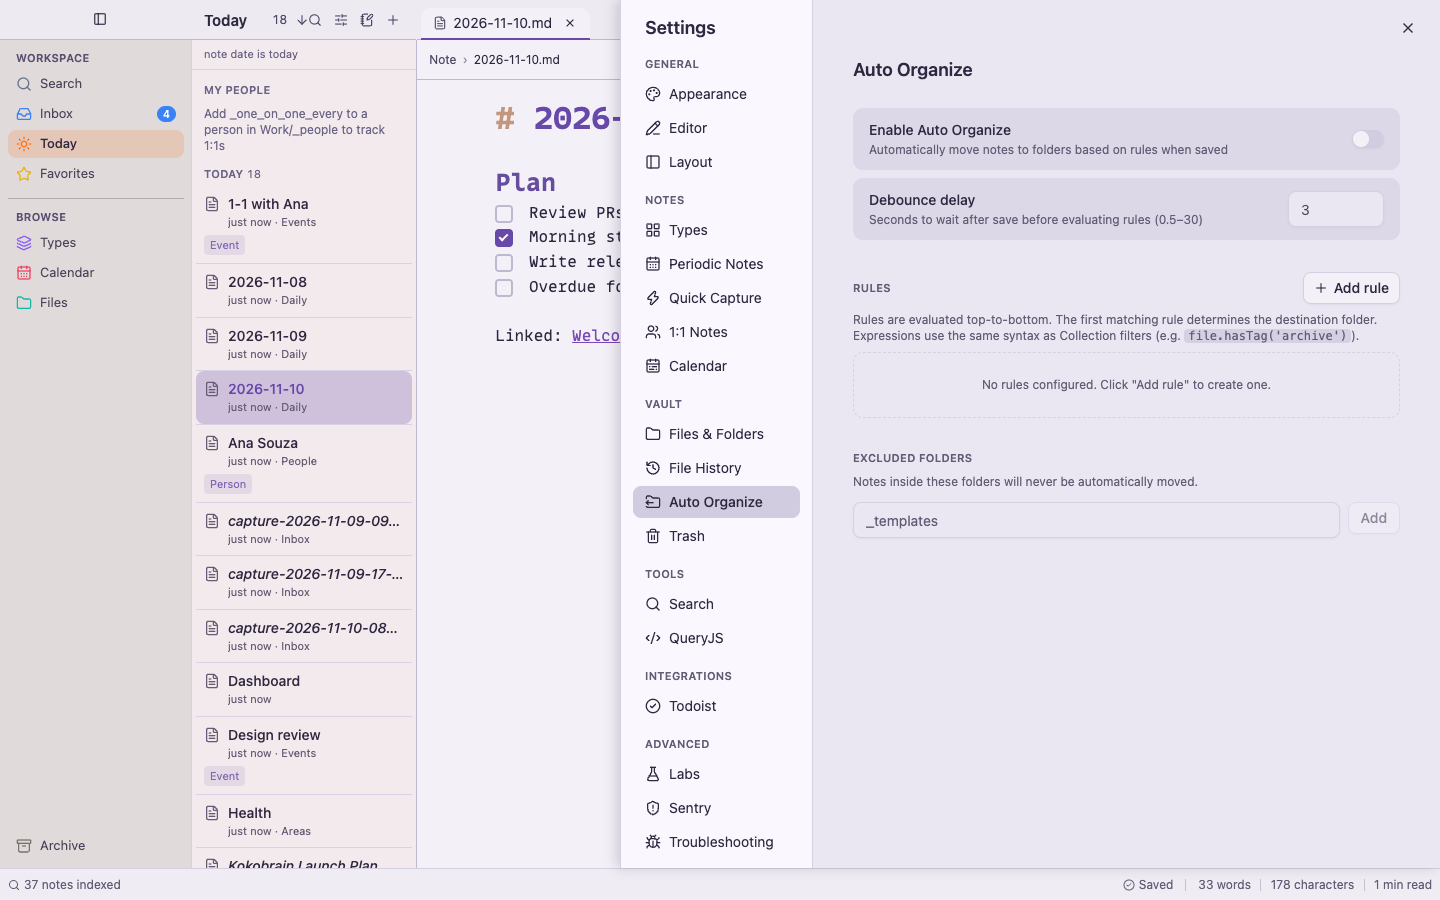 Today
18
2026-11-10.md
WORKSPACE
Search
Inbox
4
Today
Favorites
BROWSE
Types
Calendar
Files
Archive
note date is today
MY PEOPLE
Add _one_on_one_every to a
person in Work/_people to track
1:1s
TODAY 18
1-1 with Ana
just now · Events
Event
2026-11-08
just now · Daily
2026-11-09
just now · Daily
2026-11-10
just now · Daily
Ana Souza
just now · People
Person
capture-2026-11-09-09...
just now · Inbox
capture-2026-11-09-17-...
just now · Inbox
capture-2026-11-10-08...
just now · Inbox
Dashboard
just now
Design review
just now · Events
Event
Health
just now · Areas
Kokobrain Launch Plan
Note › 2026-11-10.md
# 2026-
Plan
Review PRs
Morning st
Write rele
Overdue fo
Linked: Welco
Settings
GENERAL
Appearance
Editor
Layout
NOTES
Types
Periodic Notes
Quick Capture
1:1 Notes
Calendar
VAULT
Files & Folders
File History
Auto Organize
Trash
TOOLS
Search
QueryJS
INTEGRATIONS
Todoist
ADVANCED
Labs
Sentry
Troubleshooting
Auto Organize
Enable Auto Organize
Automatically move notes to folders based on rules when saved
Debounce delay
Seconds to wait after save before evaluating rules (0.5–30)
3
RULES
Add rule
Rules are evaluated top-to-bottom. The first matching rule determines the destination folder.
Expressions use the same syntax as Collection filters (e.g. file.hasTag('archive') ).
No rules configured. Click "Add rule" to create one.
EXCLUDED FOLDERS
Notes inside these folders will never be automatically moved.
_templates
Add
37 notes indexed
Saved
33 words
178 characters
1 min read